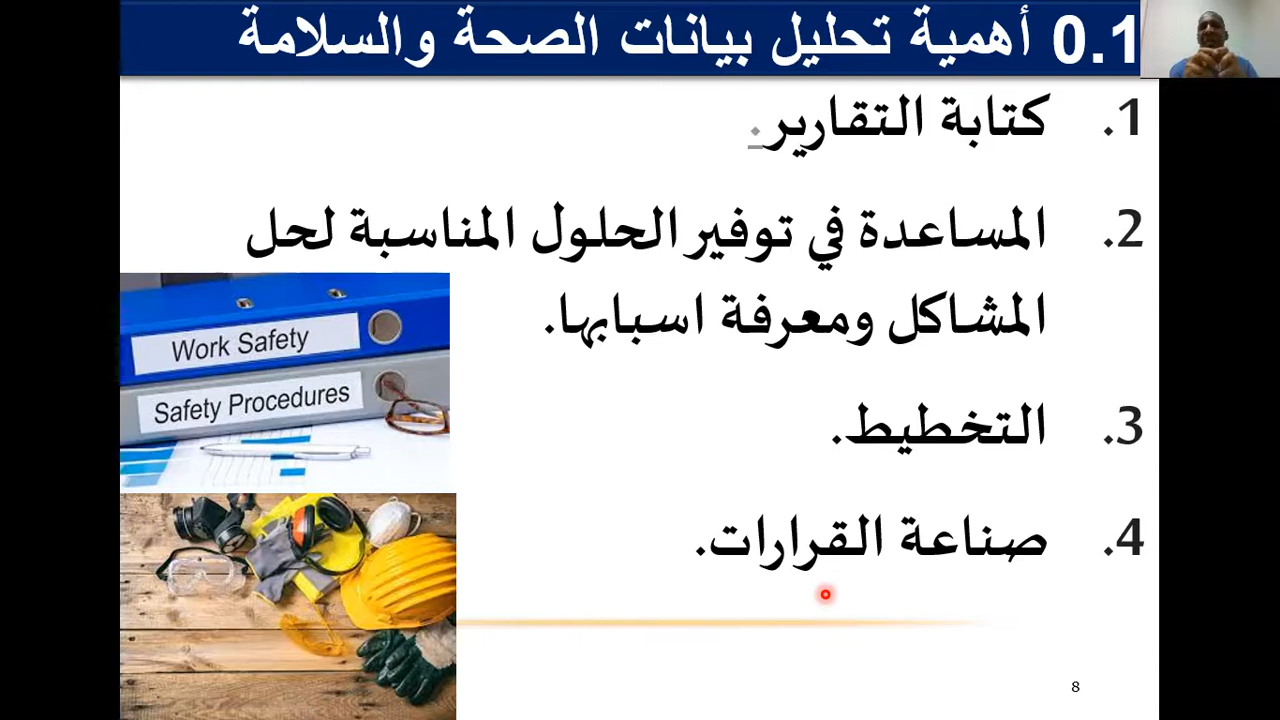 0.1 أهمية تحليل بيانات الصحة والسلامة
1. كتابة التقارير.
2. المساعدة في توفير الحلول المناسبة لحل
المشاكل ومعرفة اسبابها.
3. التخطيط.
4. صناعة القرارات.
Work Safety
Safety Procedures
8